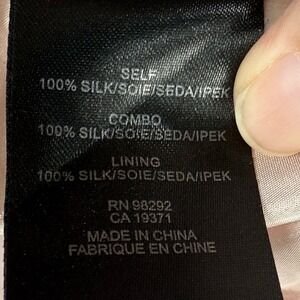 SELF
100% SILK/SOIE/SEDA/IPEK
COMBO
100% SILK/SOIE/SEDA/IPEK
LINING
100% SILK/SOIE/SEDA/IPEK
RN 98292
CA 19371
MADE IN CHINA
FABRIQUE EN CHINE